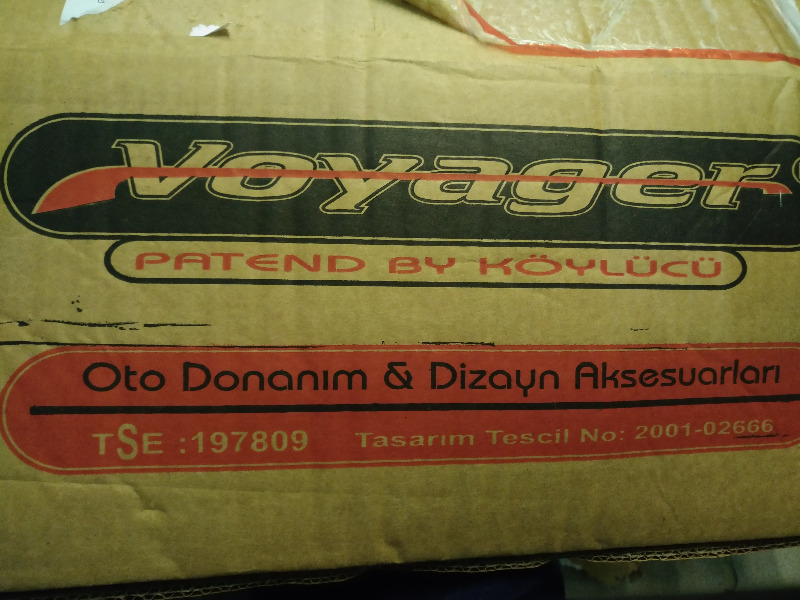 Voyager
PATEND BY KÖYLÜCÜ
Oto Donanım & Dizayn Aksesuarları
TSE :197809 Tasarım Tescil No: 2001-02666